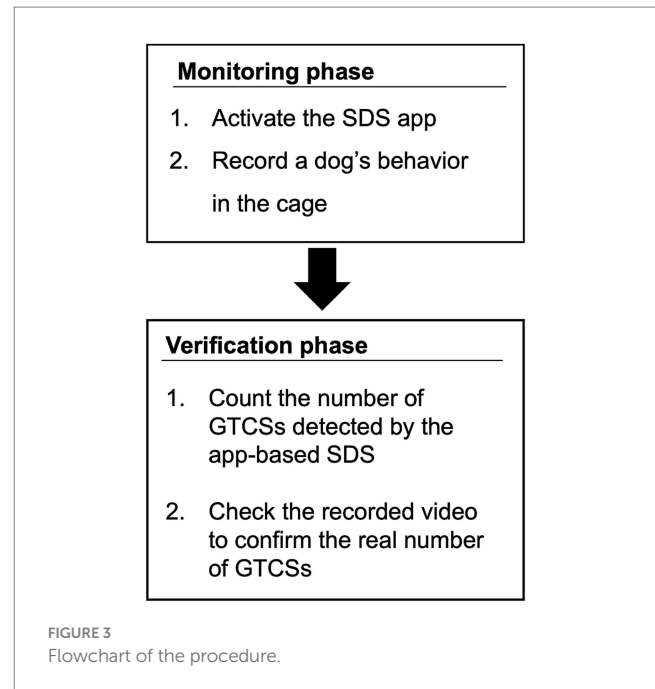 Monitoring phase
1. Activate the SDS app
2. Record a dog’s behavior
in the cage
Verification phase
1. Count the number of
GTCSs detected by the
app-based SDS
2. Check the recorded video
to confirm the real number
of GTCSs
FIGURE 3
Flowchart of the procedure.